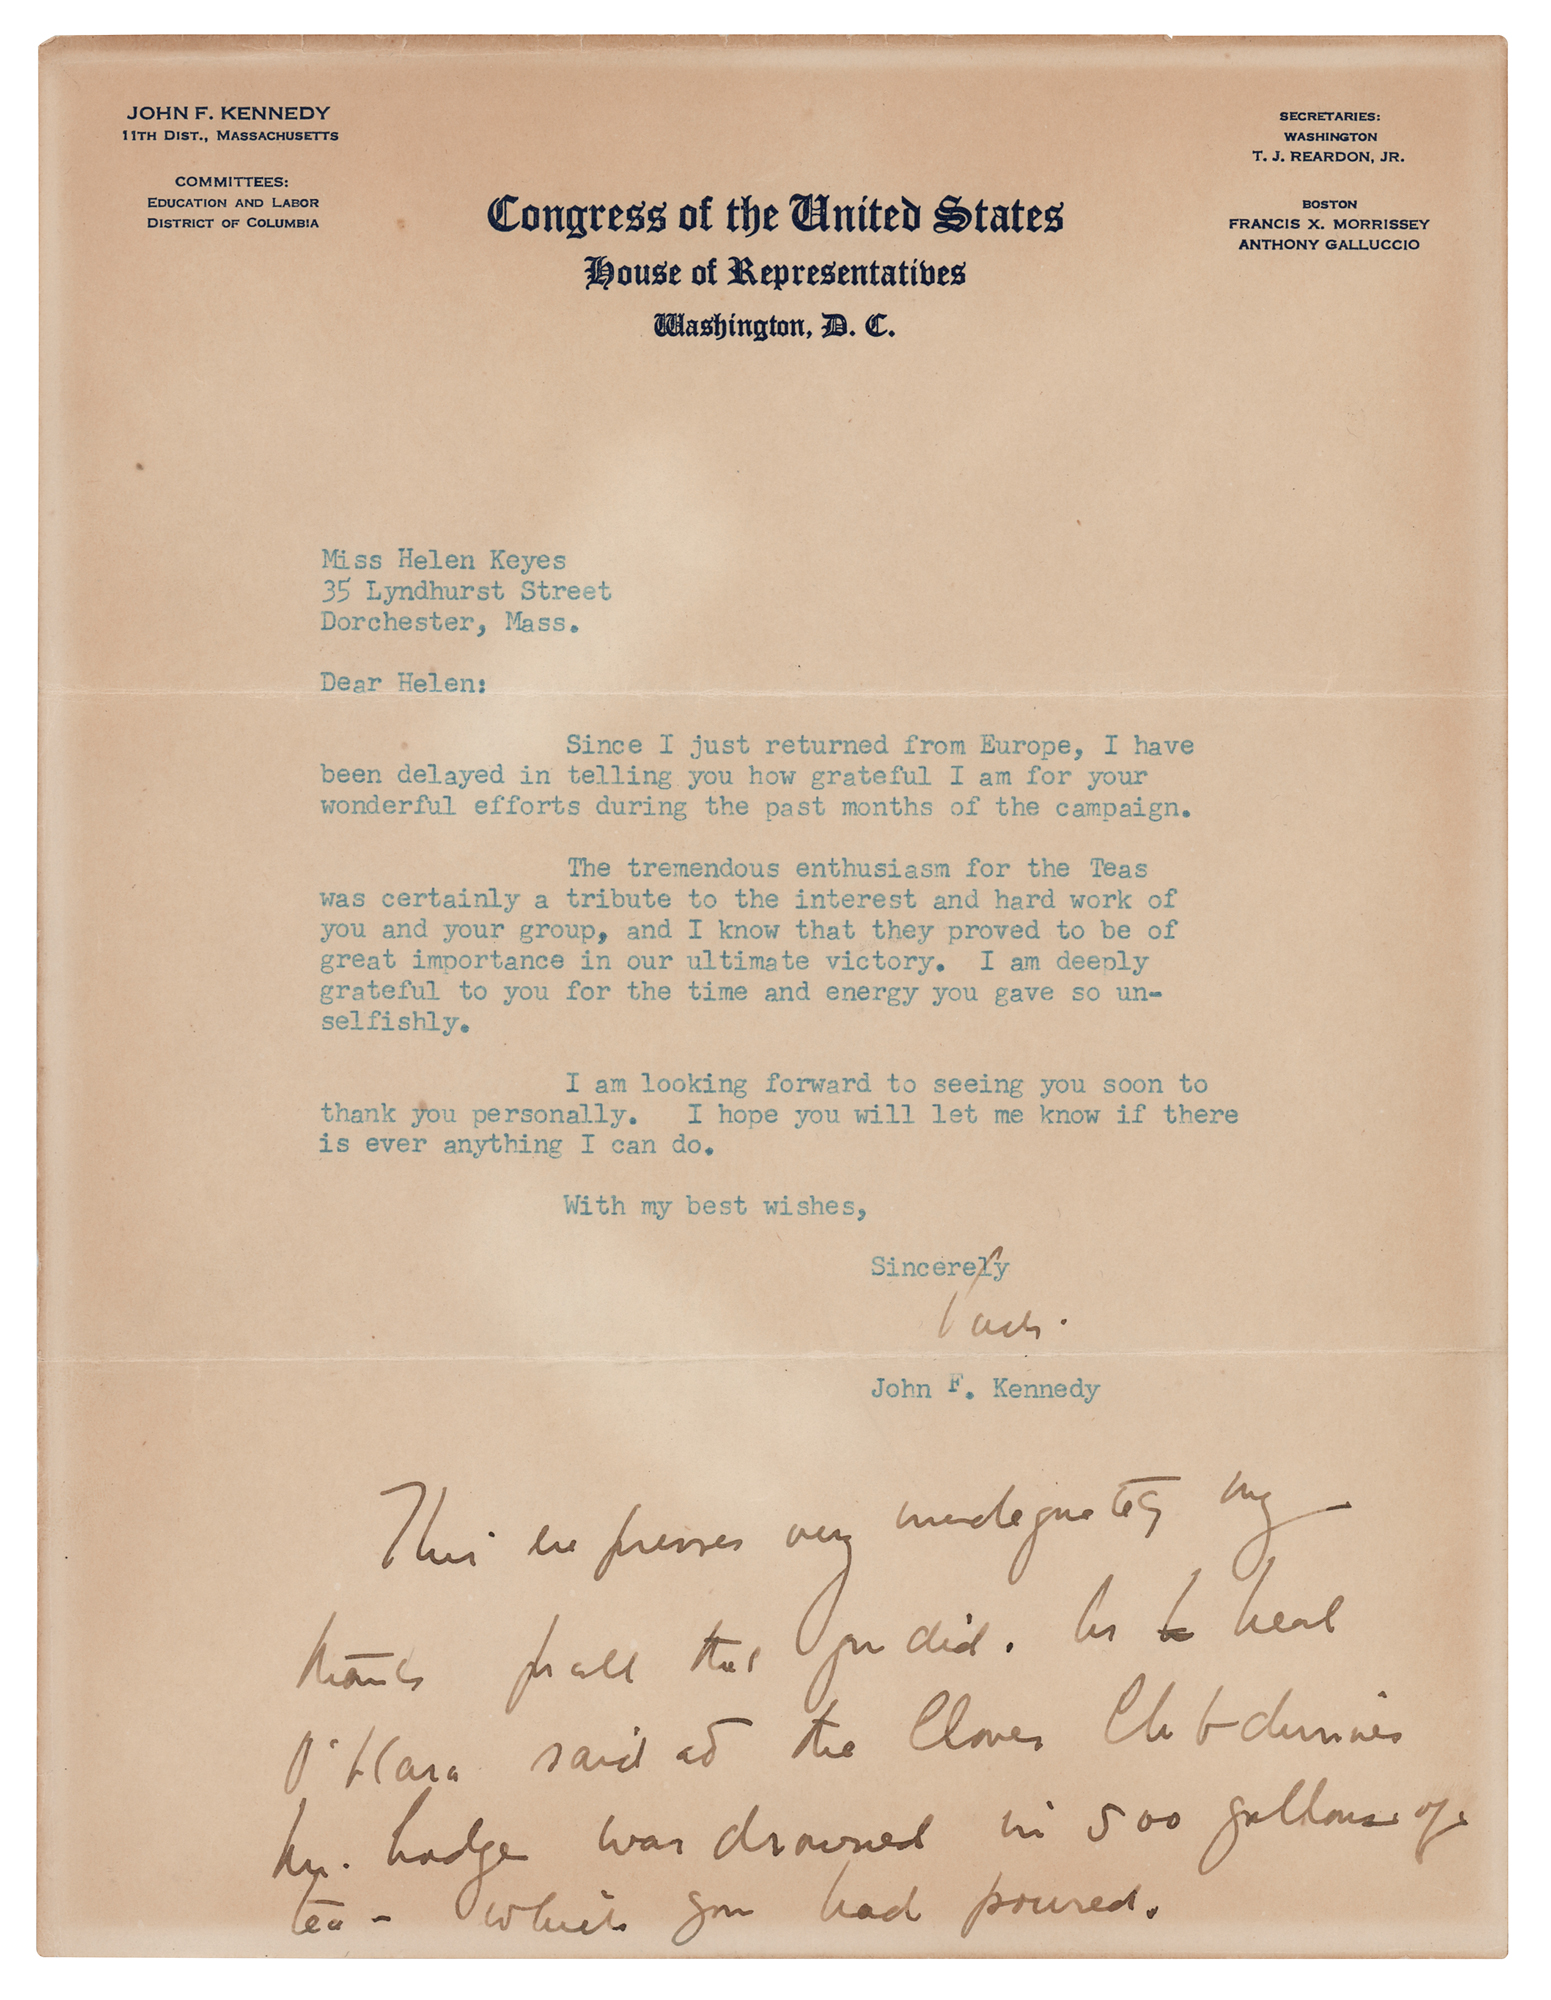 JOHN F. KENNEDY
11TH DIST., MASSACHUSETTS
COMMITTEES:
EDUCATION AND LABOR
DISTRICT OF COLUMBIA
SECRETARIES:
WASHINGTON
T. J. REARDON, JR.
BOSTON
FRANCIS X. MORRISSEY
ANTHONY GALLUCCIO
Congress of the United States
House of Representatives
Washington, D. C.
Miss Helen Keyes
35 Lyndhurst Street
Dorchester, Mass.
Dear Helen:
Since I just returned from Europe, I have
been delayed in telling you how grateful I am for your
wonderful efforts during the past months of the campaign.
The tremendous enthusiasm for the Teas
was certainly a tribute to the interest and hard work of
you and your group, and I know that they proved to be of
great importance in our ultimate victory. I am deeply
grateful to you for the time and energy you gave so un-
selfishly.
I am looking forward to seeing you soon to
thank you personally. I hope you will let me know if there
is ever anything I can do.
With my best wishes,
Sincerely
Jack.
John F. Kennedy
This expresses very inadequately my
thanks for all that you did. As Neal
O'Hara said at the Clover Club dinner
Mr. Lodge was drowned in 500 gallons of
tea - which you had poured.